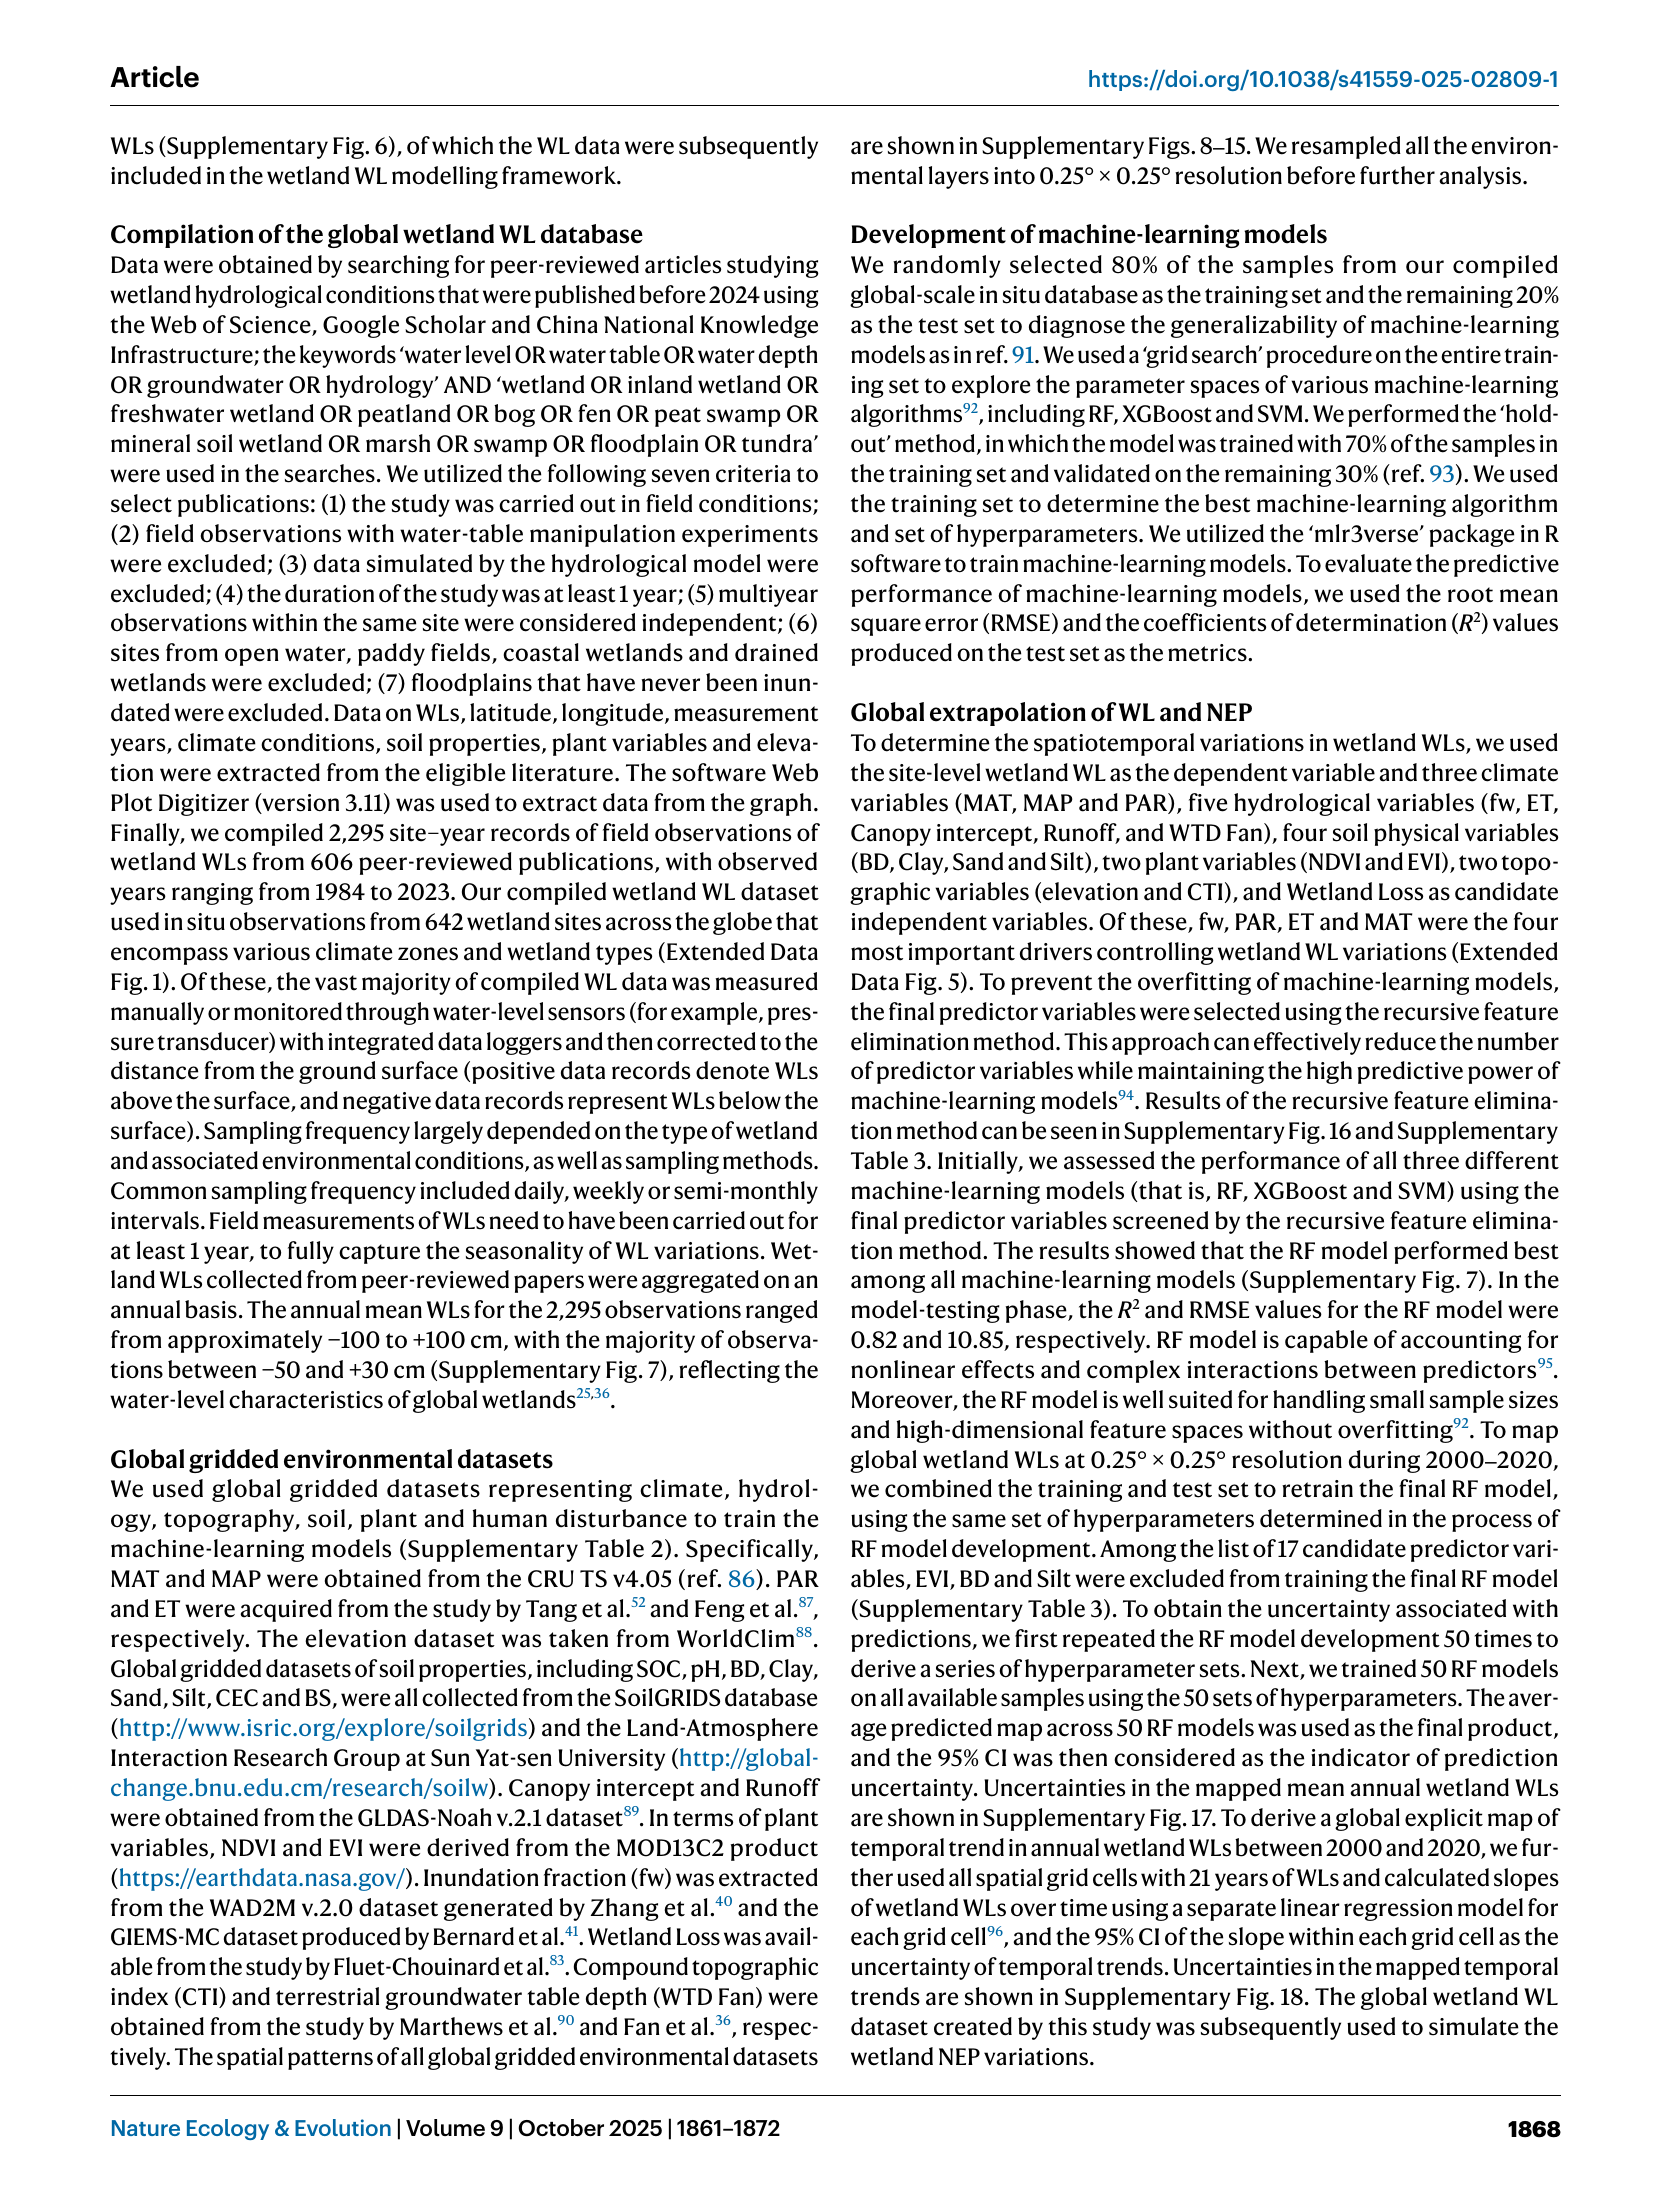 Article
https://doi.org/10.1038/s41559-025-02809-1
WLs (Supplementary Fig. 6), of which the WL data were subsequently
included in the wetland WL modelling framework.
Compilation of the global wetland WL database
Data were obtained by searching for peer-reviewed articles studying
wetland hydrological conditions that were published before 2024 using
the Web of Science, Google Scholar and China National Knowledge
Infrastructure; the keywords ‘water level OR water table OR water depth
OR groundwater OR hydrology’ AND ‘wetland OR inland wetland OR
freshwater wetland OR peatland OR bog OR fen OR peat swamp OR
mineral soil wetland OR marsh OR swamp OR floodplain OR tundra’
were used in the searches. We utilized the following seven criteria to
select publications: (1) the study was carried out in field conditions;
(2) field observations with water-table manipulation experiments
were excluded; (3) data simulated by the hydrological model were
excluded; (4) the duration of the study was at least 1 year; (5) multiyear
observations within the same site were considered independent; (6)
sites from open water, paddy fields, coastal wetlands and drained
wetlands were excluded; (7) floodplains that have never been inun-
dated were excluded. Data on WLs, latitude, longitude, measurement
years, climate conditions, soil properties, plant variables and eleva-
tion were extracted from the eligible literature. The software Web
Plot Digitizer (version 3.11) was used to extract data from the graph.
Finally, we compiled 2,295 site–year records of field observations of
wetland WLs from 606 peer-reviewed publications, with observed
years ranging from 1984 to 2023. Our compiled wetland WL dataset
used in situ observations from 642 wetland sites across the globe that
encompass various climate zones and wetland types (Extended Data
Fig. 1). Of these, the vast majority of compiled WL data was measured
manually or monitored through water-level sensors (for example, pres-
sure transducer) with integrated data loggers and then corrected to the
distance from the ground surface (positive data records denote WLs
above the surface, and negative data records represent WLs below the
surface). Sampling frequency largely depended on the type of wetland
and associated environmental conditions, as well as sampling methods.
Common sampling frequency included daily, weekly or semi-monthly
intervals. Field measurements of WLs need to have been carried out for
at least 1 year, to fully capture the seasonality of WL variations. Wet-
land WLs collected from peer-reviewed papers were aggregated on an
annual basis. The annual mean WLs for the 2,295 observations ranged
from approximately −100 to +100 cm, with the majority of observa-
tions between −50 and +30 cm (Supplementary Fig. 7), reflecting the
water-level characteristics of global wetlands25,36.
Global gridded environmental datasets
We used global gridded datasets representing climate, hydrol-
ogy, topography, soil, plant and human disturbance to train the
machine-learning models (Supplementary Table 2). Specifically,
MAT and MAP were obtained from the CRU TS v4.05 (ref. 86). PAR
and ET were acquired from the study by Tang et al.52 and Feng et al.87,
respectively. The elevation dataset was taken from WorldClim88.
Global gridded datasets of soil properties, including SOC, pH, BD, Clay,
Sand, Silt, CEC and BS, were all collected from the SoilGRIDS database
(http://www.isric.org/explore/soilgrids) and the Land-Atmosphere
Interaction Research Group at Sun Yat-sen University (http://global-
change.bnu.edu.cm/research/soilw). Canopy intercept and Runoff
were obtained from the GLDAS-Noah v.2.1 dataset89. In terms of plant
variables, NDVI and EVI were derived from the MOD13C2 product
(https://earthdata.nasa.gov/). Inundation fraction (fw) was extracted
from the WAD2M v.2.0 dataset generated by Zhang et al.40 and the
GIEMS-MC dataset produced by Bernard et al.41. Wetland Loss was avail-
able from the study by Fluet-Chouinard et al.83. Compound topographic
index (CTI) and terrestrial groundwater table depth (WTD Fan) were
obtained from the study by Marthews et al.90 and Fan et al.36, respec-
tively. The spatial patterns of all global gridded environmental datasets
are shown in Supplementary Figs. 8–15. We resampled all the environ-
mental layers into 0.25° × 0.25° resolution before further analysis.
Development of machine-learning models
We randomly selected 80% of the samples from our compiled
global-scale in situ database as the training set and the remaining 20%
as the test set to diagnose the generalizability of machine-learning
models as in ref. 91. We used a ‘grid search’ procedure on the entire train-
ing set to explore the parameter spaces of various machine-learning
algorithms92, including RF, XGBoost and SVM. We performed the ‘hold-
out’ method, in which the model was trained with 70% of the samples in
the training set and validated on the remaining 30% (ref. 93). We used
the training set to determine the best machine-learning algorithm
and set of hyperparameters. We utilized the ‘mlr3verse’ package in R
software to train machine-learning models. To evaluate the predictive
performance of machine-learning models, we used the root mean
square error (RMSE) and the coefficients of determination (R2) values
produced on the test set as the metrics.
Global extrapolation of WL and NEP
To determine the spatiotemporal variations in wetland WLs, we used
the site-level wetland WL as the dependent variable and three climate
variables (MAT, MAP and PAR), five hydrological variables (fw, ET,
Canopy intercept, Runoff, and WTD Fan), four soil physical variables
(BD, Clay, Sand and Silt), two plant variables (NDVI and EVI), two topo-
graphic variables (elevation and CTI), and Wetland Loss as candidate
independent variables. Of these, fw, PAR, ET and MAT were the four
most important drivers controlling wetland WL variations (Extended
Data Fig. 5). To prevent the overfitting of machine-learning models,
the final predictor variables were selected using the recursive feature
elimination method. This approach can effectively reduce the number
of predictor variables while maintaining the high predictive power of
machine-learning models94. Results of the recursive feature elimina-
tion method can be seen in Supplementary Fig. 16 and Supplementary
Table 3. Initially, we assessed the performance of all three different
machine-learning models (that is, RF, XGBoost and SVM) using the
final predictor variables screened by the recursive feature elimina-
tion method. The results showed that the RF model performed best
among all machine-learning models (Supplementary Fig. 7). In the
model-testing phase, the R2 and RMSE values for the RF model were
0.82 and 10.85, respectively. RF model is capable of accounting for
nonlinear effects and complex interactions between predictors95.
Moreover, the RF model is well suited for handling small sample sizes
and high-dimensional feature spaces without overfitting92. To map
global wetland WLs at 0.25° × 0.25° resolution during 2000–2020,
we combined the training and test set to retrain the final RF model,
using the same set of hyperparameters determined in the process of
RF model development. Among the list of 17 candidate predictor vari-
ables, EVI, BD and Silt were excluded from training the final RF model
(Supplementary Table 3). To obtain the uncertainty associated with
predictions, we first repeated the RF model development 50 times to
derive a series of hyperparameter sets. Next, we trained 50 RF models
on all available samples using the 50 sets of hyperparameters. The aver-
age predicted map across 50 RF models was used as the final product,
and the 95% CI was then considered as the indicator of prediction
uncertainty. Uncertainties in the mapped mean annual wetland WLs
are shown in Supplementary Fig. 17. To derive a global explicit map of
temporal trend in annual wetland WLs between 2000 and 2020, we fur-
ther used all spatial grid cells with 21 years of WLs and calculated slopes
of wetland WLs over time using a separate linear regression model for
each grid cell96, and the 95% CI of the slope within each grid cell as the
uncertainty of temporal trends. Uncertainties in the mapped temporal
trends are shown in Supplementary Fig. 18. The global wetland WL
dataset created by this study was subsequently used to simulate the
wetland NEP variations.
Nature Ecology & Evolution | Volume 9 | October 2025 | 1861–1872
1868